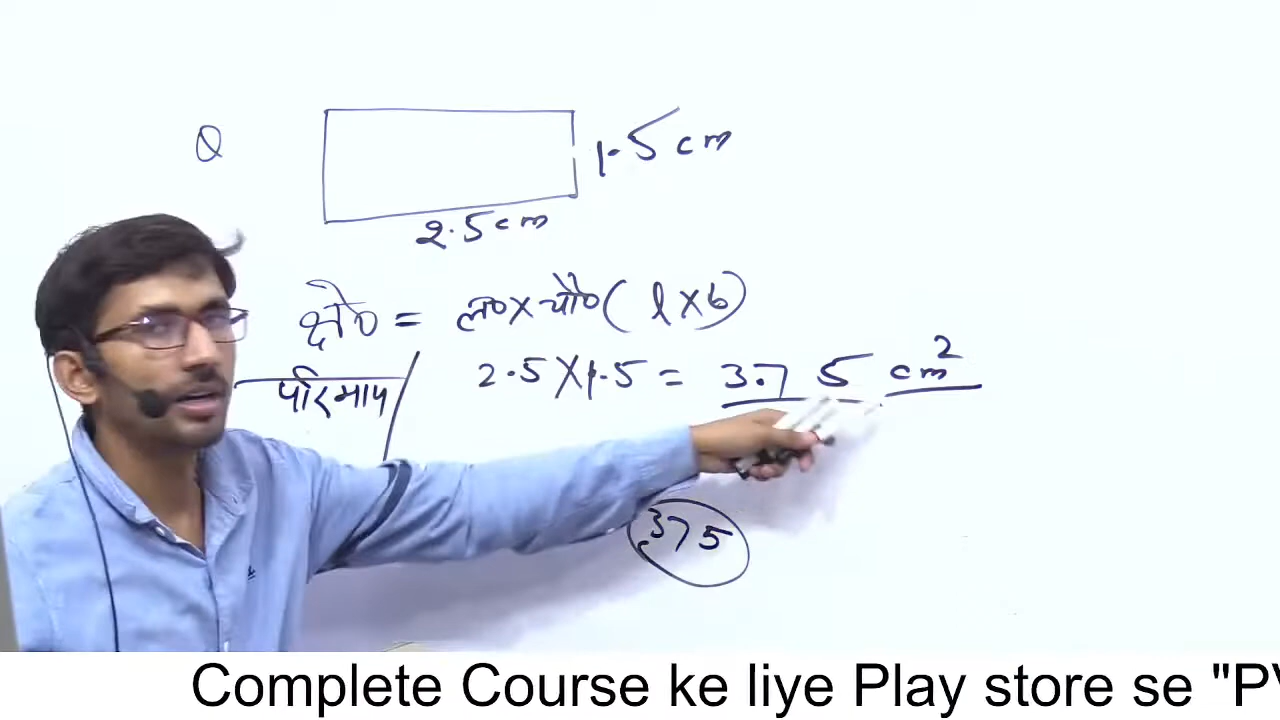 Q
1.5 cm
2.5 cm
क्षे० = ल० x चौ० ( l x b )
परिमाप
2.5 x 1.5 = 3.75 cm²
375
Complete Course ke liye Play store se "PV